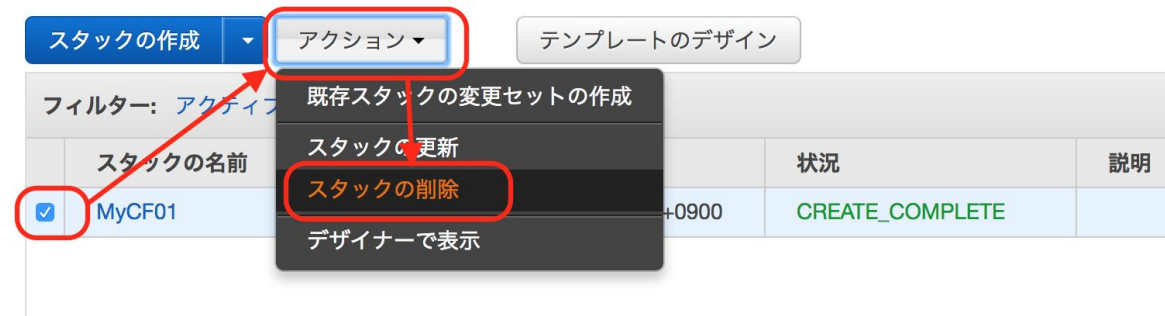 スタックの作成 アクション テンプレートのデザイン
フィルター: アクティブ 既存スタックの変更セットの作成
スタックの更新
スタックの名前 状況 説明
スタックの削除
MyCF01 +0900 CREATE_COMPLETE
デザイナーで表示